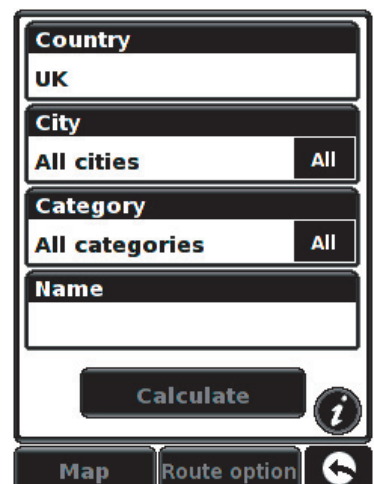 Country
UK
City
All cities All
Category
All categories All
Name
Calculate
i
Map Route option